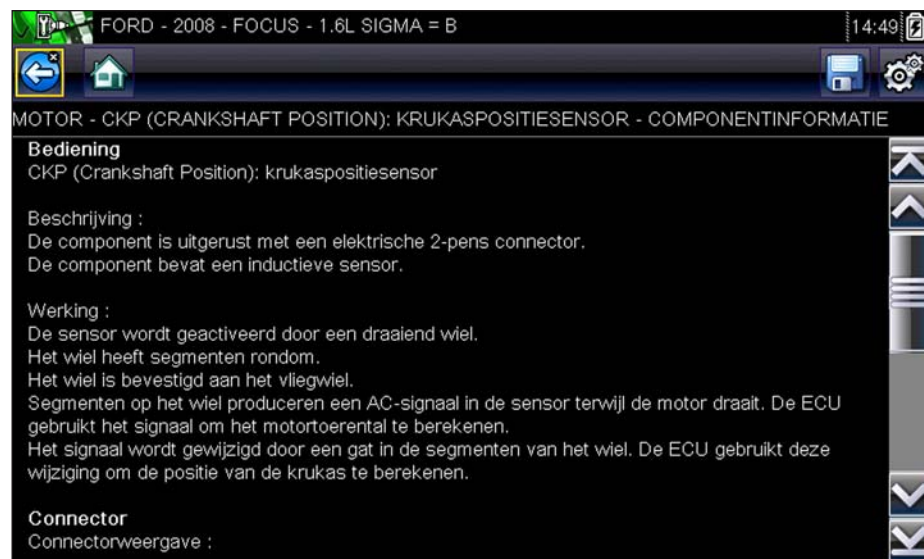 FORD - 2008 - FOCUS - 1.6L SIGMA = B
14:49
MOTOR - CKP (CRANKSHAFT POSITION): KRUKASPOSITIESENSOR - COMPONENTINFORMATIE
Bediening
CKP (Crankshaft Position): krukaspositiesensor
Beschrijving :
De component is uitgerust met een elektrische 2-pens connector.
De component bevat een inductieve sensor.
Werking :
De sensor wordt geactiveerd door een draaiend wiel.
Het wiel heeft segmenten rondom.
Het wiel is bevestigd aan het vliegwiel.
Segmenten op het wiel produceren een AC-signaal in de sensor terwijl de motor draait. De ECU
gebruikt het signaal om het motortoerental te berekenen.
Het signaal wordt gewijzigd door een gat in de segmenten van het wiel. De ECU gebruikt deze
wijziging om de positie van de krukas te berekenen.
Connector
Connectorweergave :